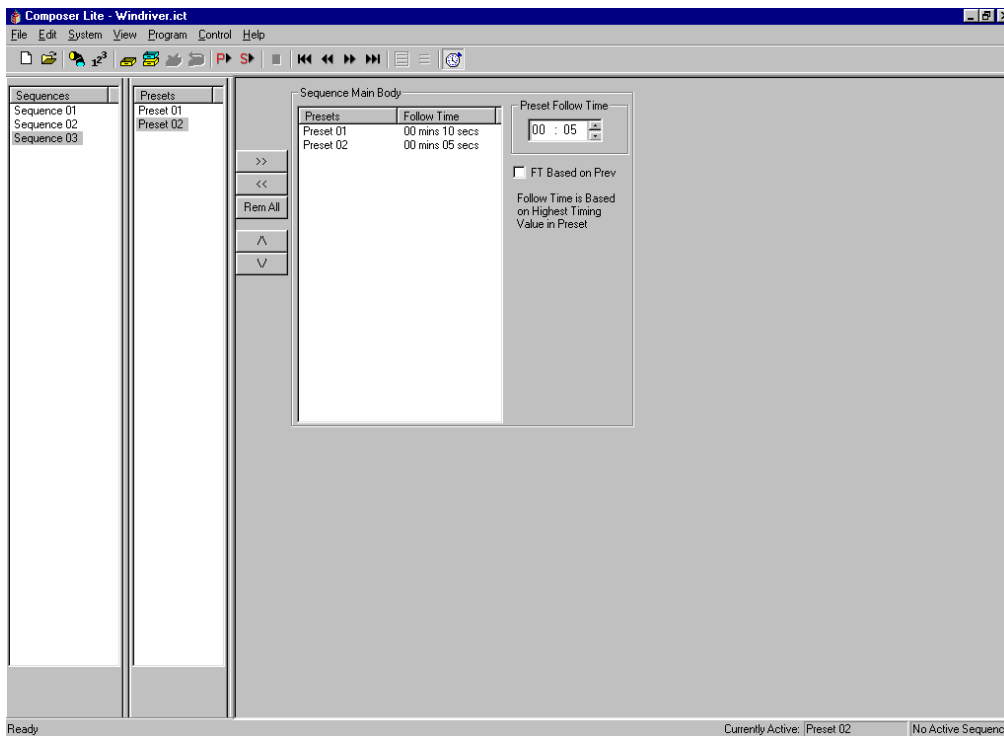 Composer Lite - Windriver.ict
File Edit System View Program Control Help
1 2 3 P S
Sequences
Sequence 01
Sequence 02
Sequence 03
Presets
Preset 01
Preset 02
>>
<<
Rem All
/\
\/
Sequence Main Body
Presets Follow Time
Preset 01 00 mins 10 secs
Preset 02 00 mins 05 secs
Preset Follow Time
00 : 05
FT Based on Prev
Follow Time is Based
on Highest Timing
Value in Preset
Ready
Currently Active: Preset 02
No Active Sequenc